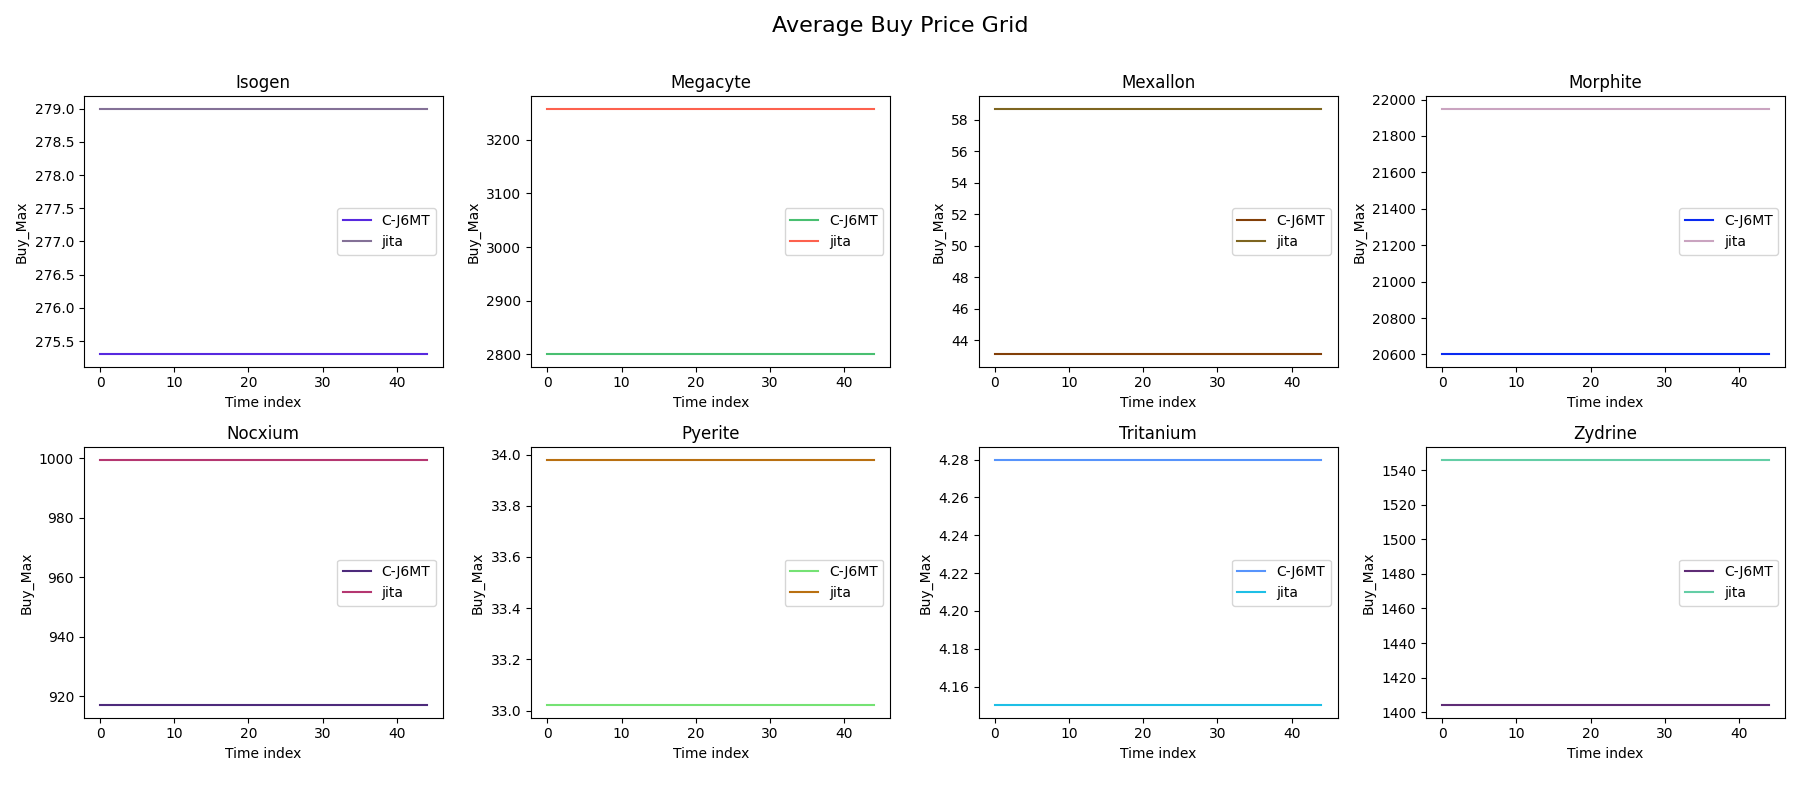 Average Buy Price Grid
Isogen
279.0
278.5
278.0
277.5
277.0
276.5
276.0
275.5
Buy_Max
C-J6MT
jita
0 10 20 30 40
Time index
Megacyte
3200
3100
3000
2900
2800
Buy_Max
C-J6MT
jita
0 10 20 30 40
Time index
Mexallon
58
56
54
52
50
48
46
44
Buy_Max
C-J6MT
jita
0 10 20 30 40
Time index
Morphite
22000
21800
21600
21400
21200
21000
20800
20600
Buy_Max
C-J6MT
jita
0 10 20 30 40
Time index
Nocxium
1000
980
960
940
920
Buy_Max
C-J6MT
jita
0 10 20 30 40
Time index
Pyerite
34.0
33.8
33.6
33.4
33.2
33.0
Buy_Max
C-J6MT
jita
0 10 20 30 40
Time index
Tritanium
4.28
4.26
4.24
4.22
4.20
4.18
4.16
Buy_Max
C-J6MT
jita
0 10 20 30 40
Time index
Zydrine
1540
1520
1500
1480
1460
1440
1420
1400
Buy_Max
C-J6MT
jita
0 10 20 30 40
Time index